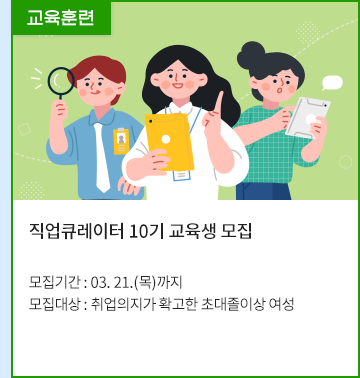 교육훈련
직업큐레이터 10기 교육생 모집
모집기간 : 03. 21.(목)까지
모집대상 : 취업의지가 확고한 초대졸이상 여성